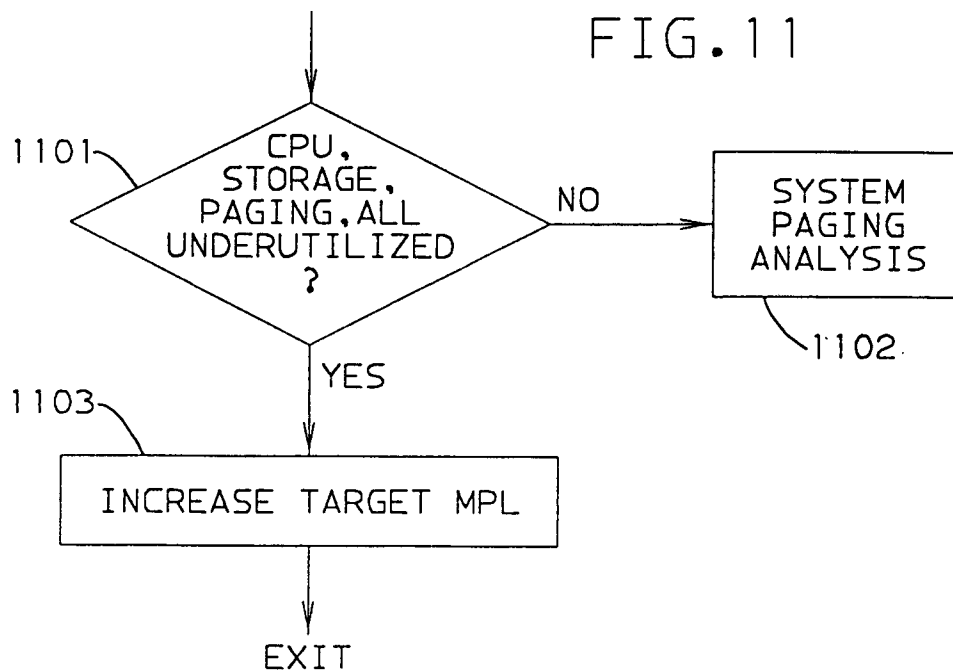 FIG.11
1101
CPU,
STORAGE,
PAGING,ALL
UNDERUTILIZED
?
NO
SYSTEM
PAGING
ANALYSIS
1102
YES
1103
INCREASE TARGET MPL
EXIT